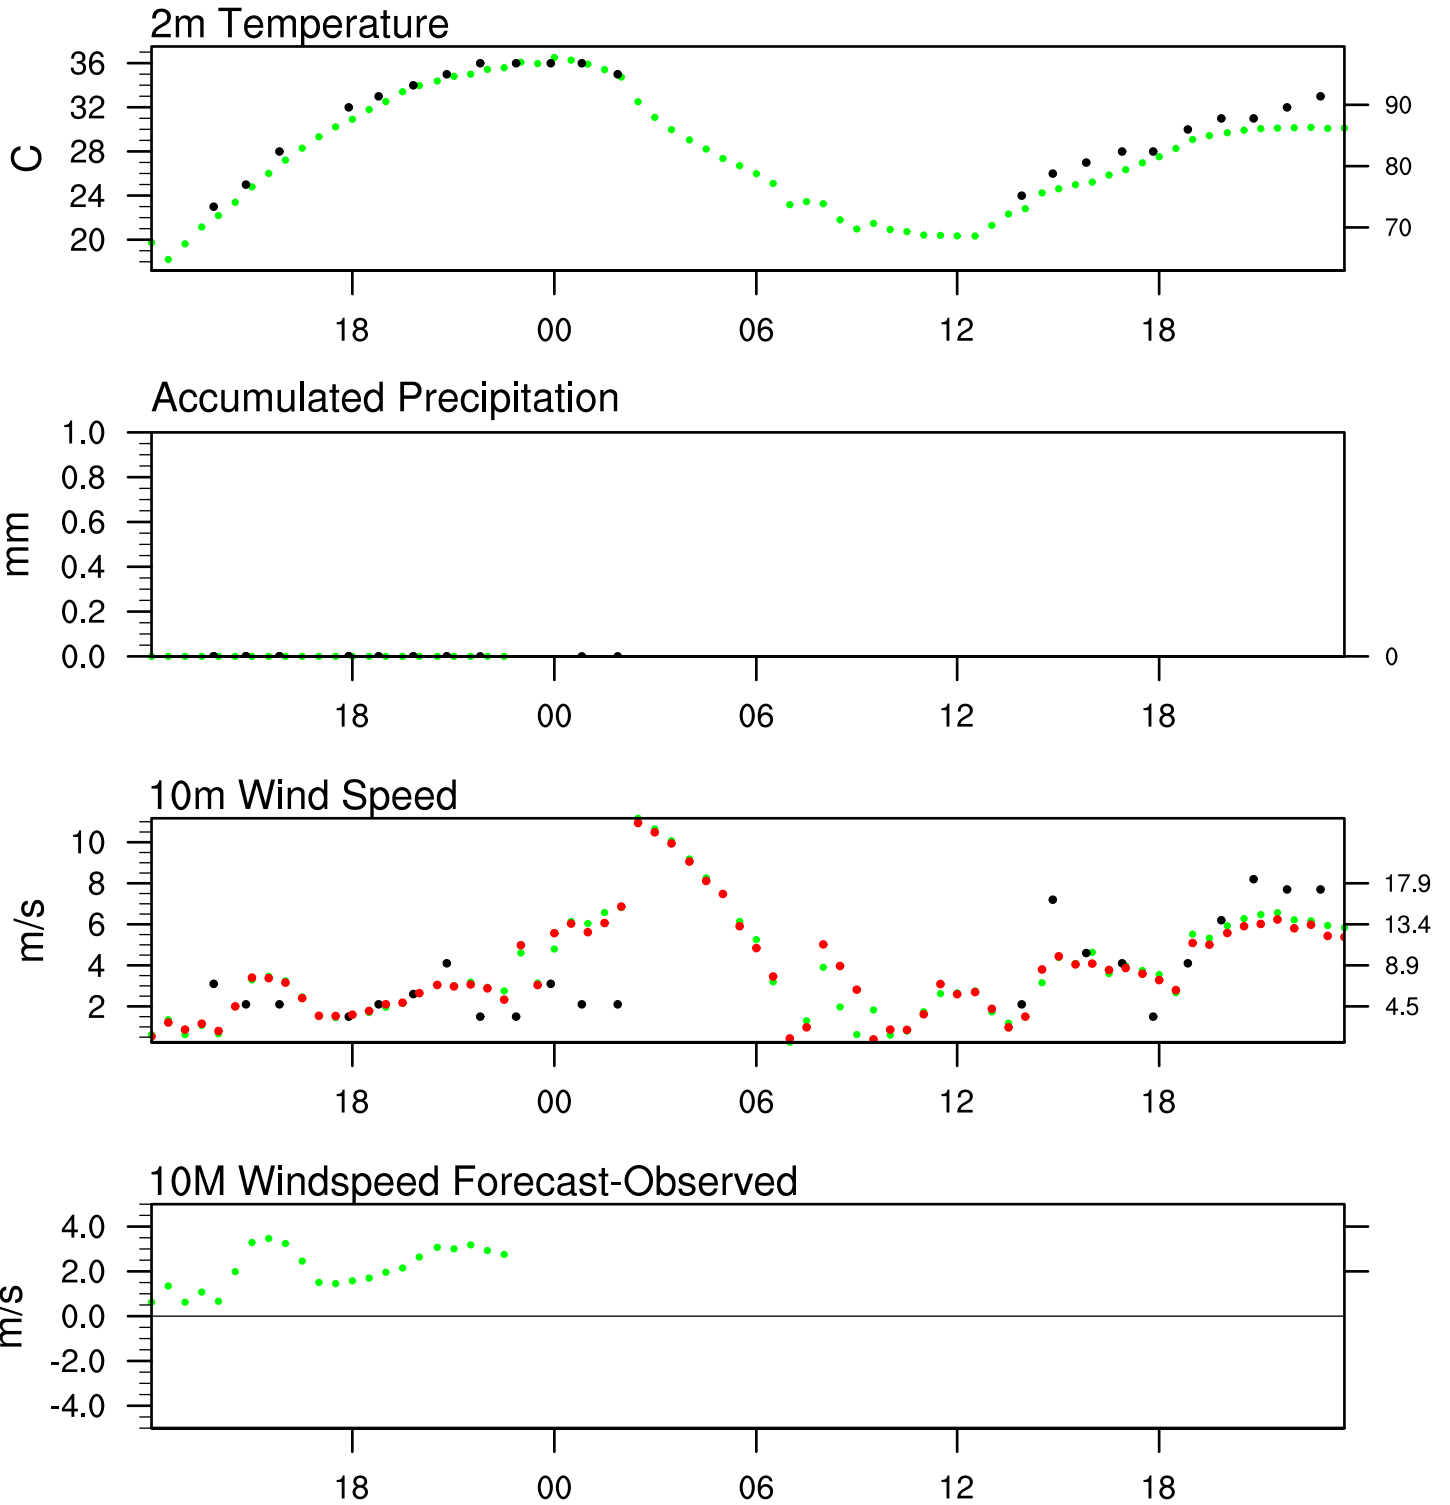 2m Temperature
36
32
28
24
20
C
90
80
70
18 00 06 12 18
Accumulated Precipitation
1.0
0.8
0.6
0.4
0.2
0.0
mm
0
18 00 06 12 18
10m Wind Speed
10
8
6
4
2
m/s
17.9
13.4
8.9
4.5
18 00 06 12 18
10M Windspeed Forecast-Observed
4.0
2.0
0.0
-2.0
-4.0
m/s
18 00 06 12 18